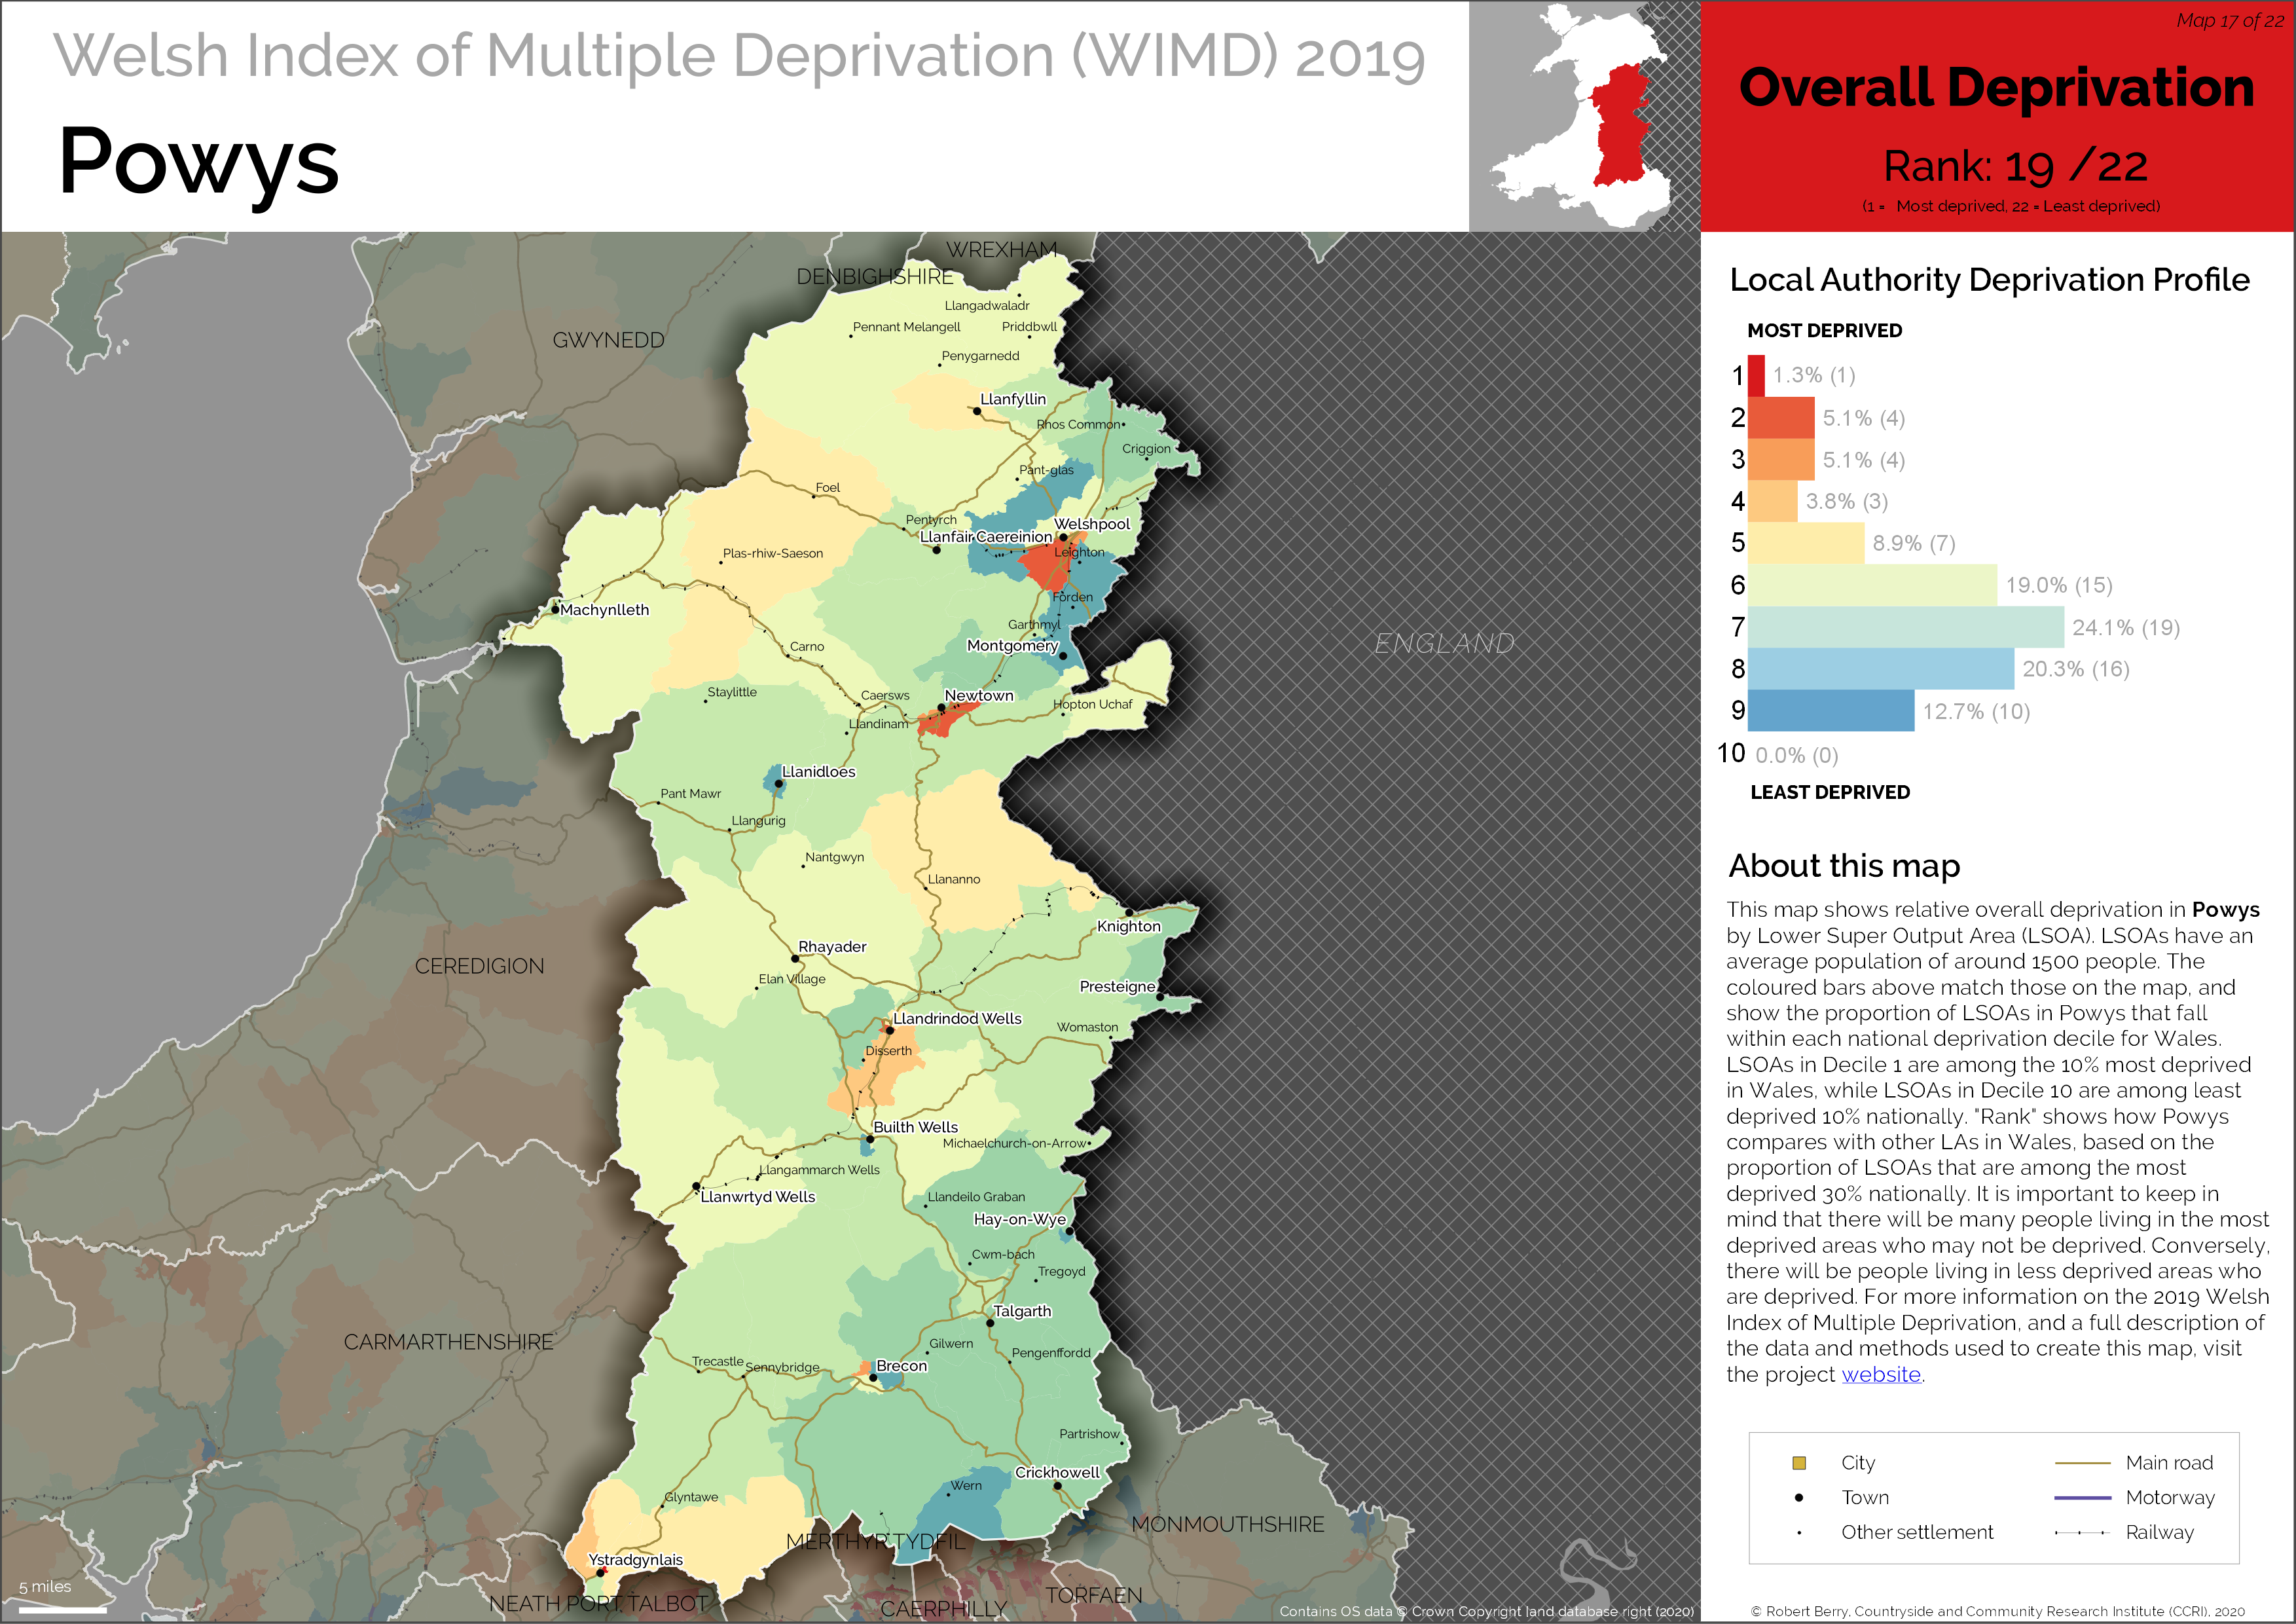 Welsh Index of Multiple Deprivation (WIMD) 2019
Powys
Map 17 of 22
Overall Deprivation
Rank: 19 /22
(1 = Most deprived, 22 = Least deprived)
WREXHAM
DENBIGHSHIRE
GWYNEDD
Llangadwaladr
Pennant Melangell
Priddbwll
Penygarnedd
Llanfyllin
Rhos Common
Criggion
Pant-glas
Foel
Pentyrch
Welshpool
Llanfair Caereinion
Leighton
Plas-rhiw-Saeson
Forden
Machynlleth
Garthmyl
Montgomery
Carno
ENGLAND
Staylittle
Caersws
Newtown
Hopton Uchaf
Llandinam
Llanidloes
Pant Mawr
Llangurig
Nantgwyn
Llananno
Knighton
Rhayader
CEREDIGION
Elan Village
Presteigne
Llandrindod Wells
Womaston
Disserth
Builth Wells
Michaelchurch-on-Arrow
Llangammarch Wells
Llanwrtyd Wells
Llandeilo Graban
Hay-on-Wye
Cwm-bach
Tregoyd
Talgarth
CARMARTHENSHIRE
Gilwern
Pengenffordd
Trecastle
Sennybridge
Brecon
Partrishow
Crickhowell
Wern
Glyntawe
MONMOUTHSHIRE
MERTHYR TYDFIL
Ystradgynlais
NEATH PORT TALBOT
CAERPHILLY
TORFAEN
5 miles
Contains OS data © Crown Copyright [and database right (2020)
Local Authority Deprivation Profile
MOST DEPRIVED
1 1.3% (1)
2 5.1% (4)
3 5.1% (4)
4 3.8% (3)
5 8.9% (7)
6 19.0% (15)
7 24.1% (19)
8 20.3% (16)
9 12.7% (10)
10 0.0% (0)
LEAST DEPRIVED
About this map
This map shows relative overall deprivation in Powys
by Lower Super Output Area (LSOA). LSOAs have an
average population of around 1500 people. The
coloured bars above match those on the map, and
show the proportion of LSOAs in Powys that fall
within each national deprivation decile for Wales.
LSOAs in Decile 1 are among the 10% most deprived
in Wales, while LSOAs in Decile 10 are among least
deprived 10% nationally. "Rank" shows how Powys
compares with other LAs in Wales, based on the
proportion of LSOAs that are among the most
deprived 30% nationally. It is important to keep in
mind that there will be many people living in the most
deprived areas who may not be deprived. Conversely,
there will be people living in less deprived areas who
are deprived. For more information on the 2019 Welsh
Index of Multiple Deprivation, and a full description of
the data and methods used to create this map, visit
the project website.
City
Town
Other settlement
Main road
Motorway
Railway
© Robert Berry, Countryside and Community Research Institute (CCRI), 2020